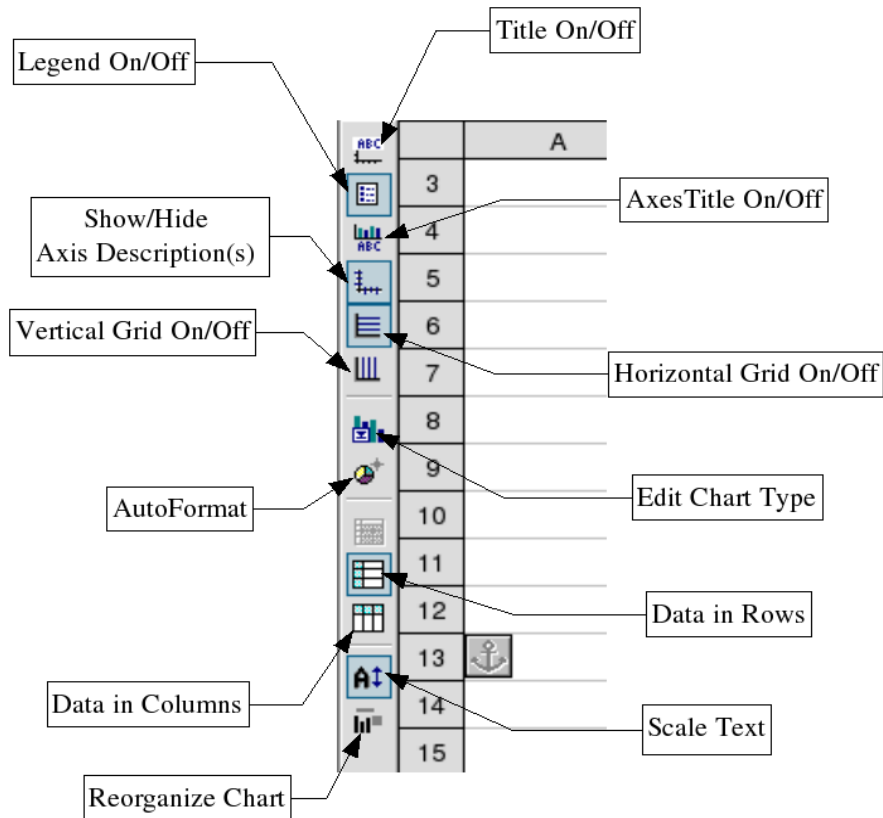 Title On/Off
Legend On/Off
ABC
A
3
AxesTitle On/Off
Show/Hide
Axis Description(s)
4
ABC
5
6
Vertical Grid On/Off
7
Horizontal Grid On/Off
8
9
Edit Chart Type
AutoFormat
10
11
Data in Rows
12
13
A
Data in Columns
14
Scale Text
15
Reorganize Chart